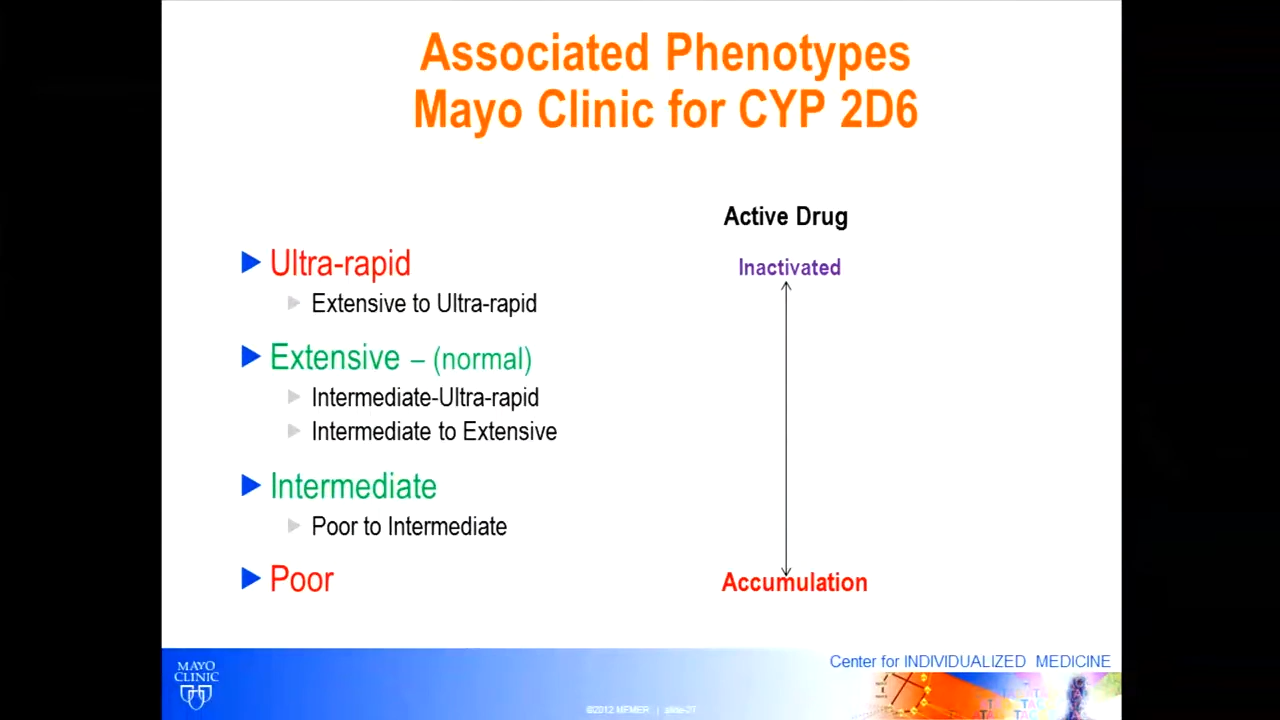 Associated Phenotypes
Mayo Clinic for CYP 2D6
Active Drug
Ultra-rapid
Inactivated
Extensive to Ultra-rapid
Extensive – (normal)
Intermediate-Ultra-rapid
Intermediate to Extensive
Intermediate
Poor to Intermediate
Poor
Accumulation
Center for INDIVIDUALIZED MEDICINE
MAYO
CLINIC
©2012 MFMER | slide-27